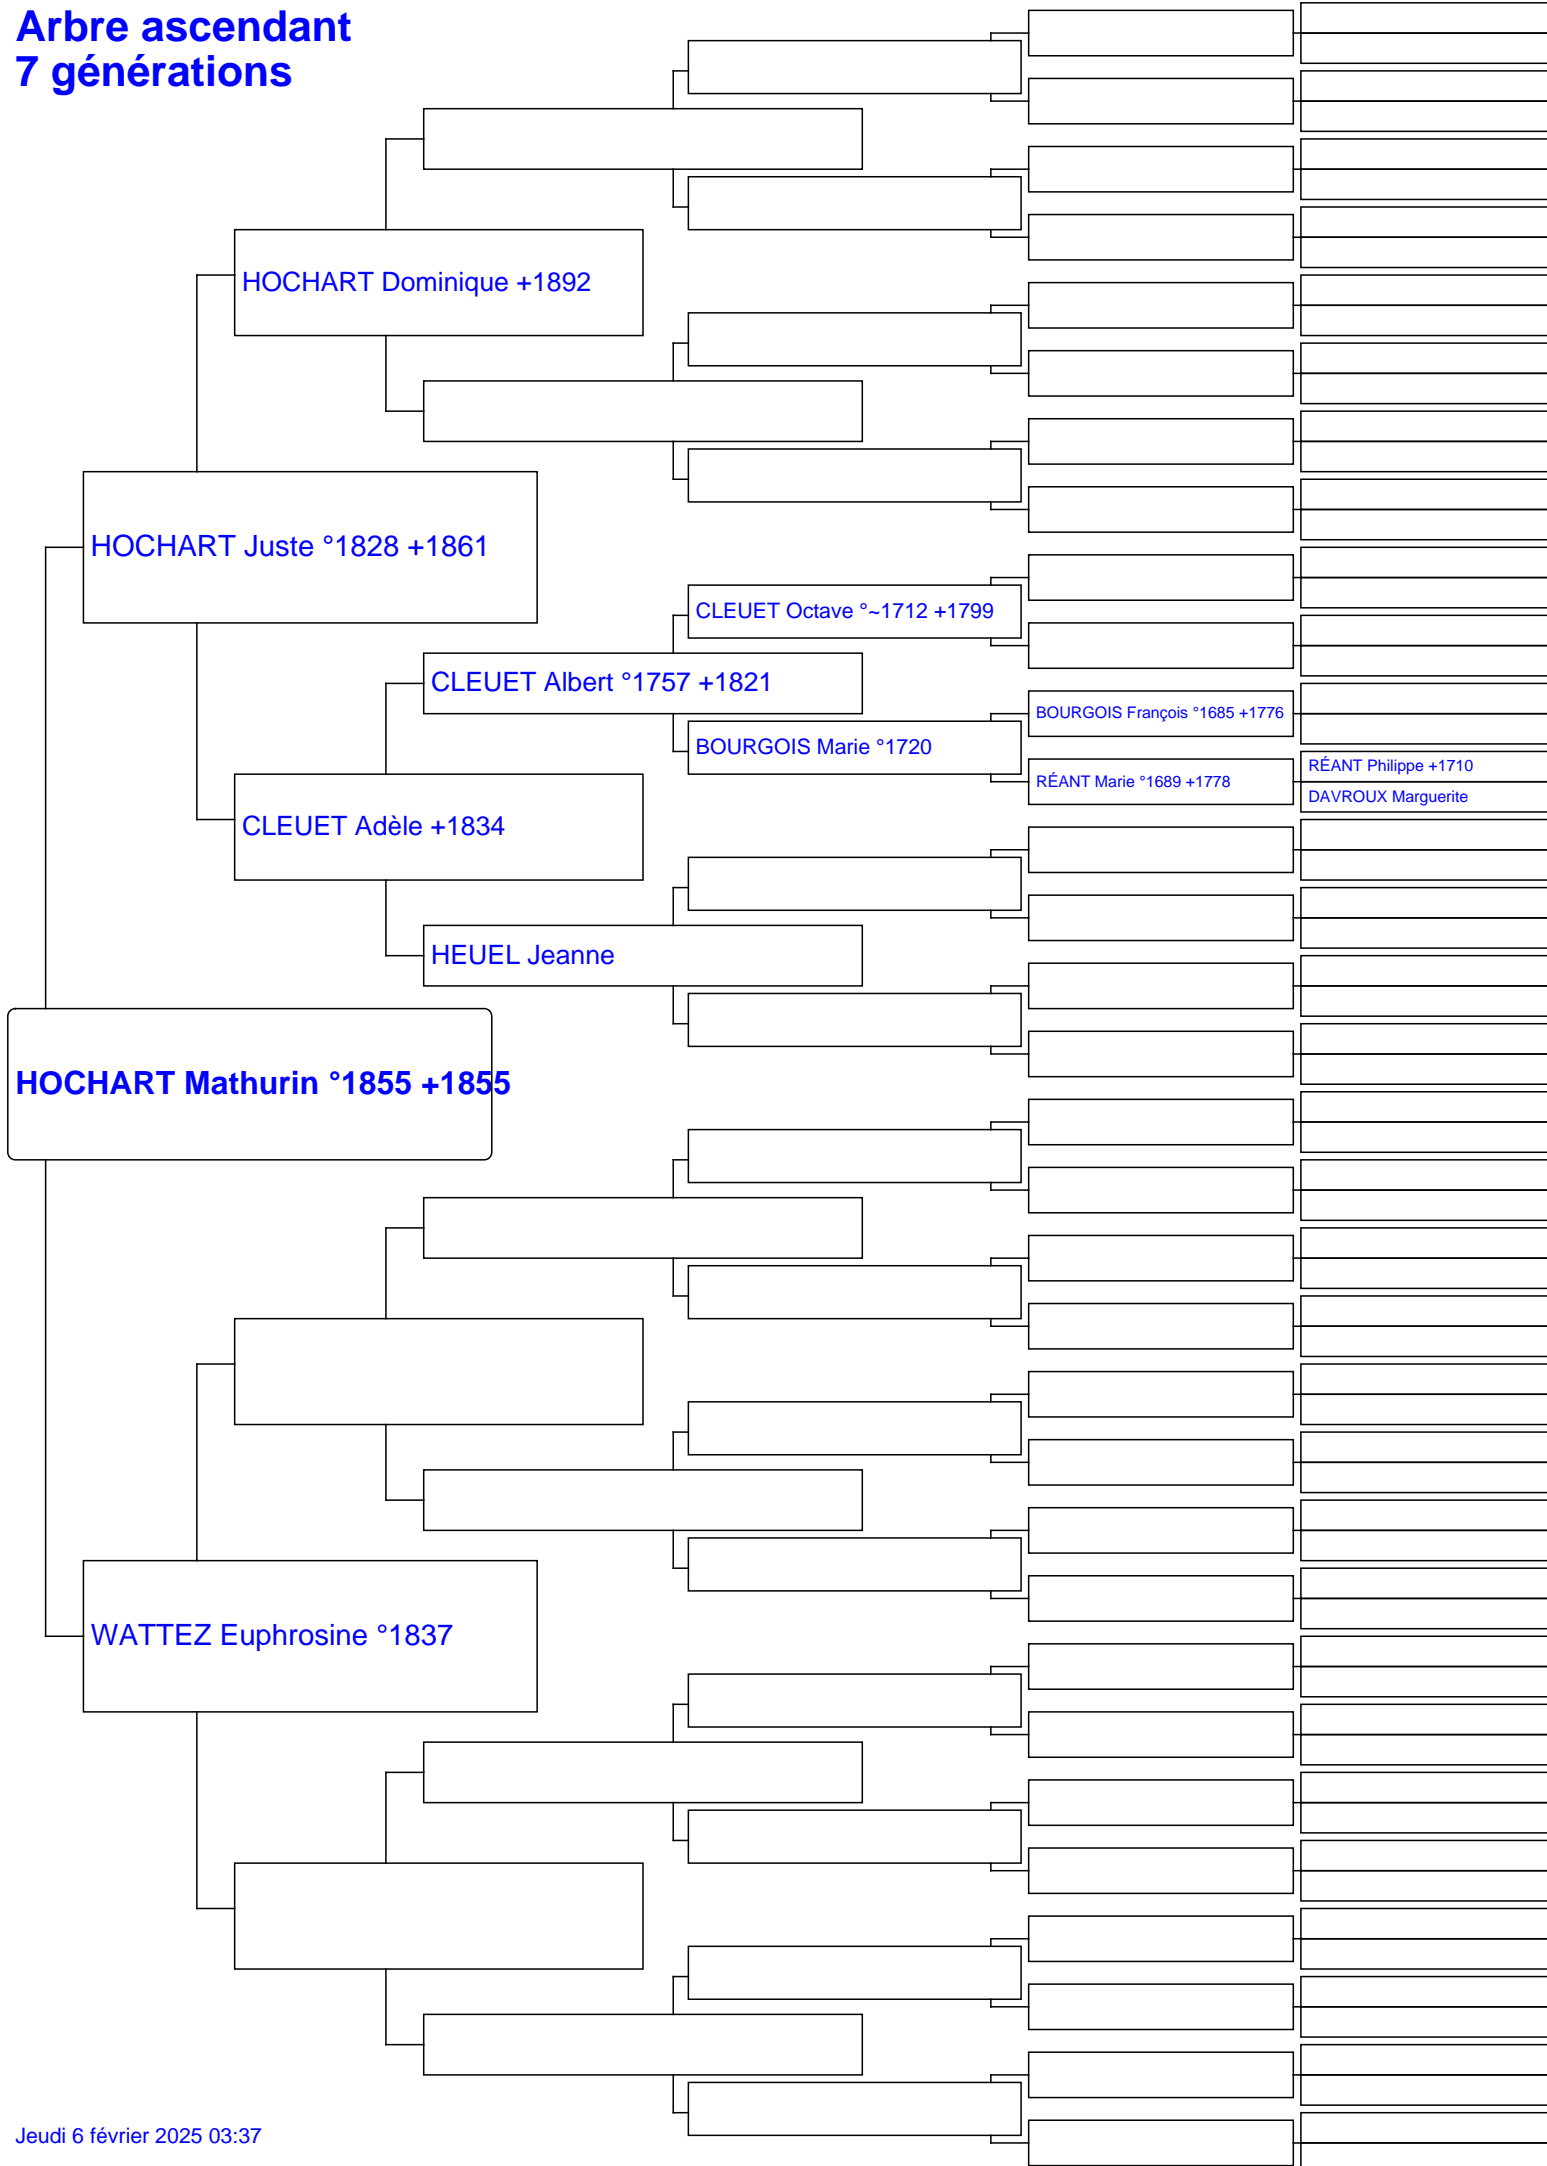 Arbre ascendant
7 générations
HOCHART Dominique +1892
HOCHART Juste °1828 +1861
CLEUET Octave °~1712 +1799
CLEUET Albert °1757 +1821
BOURGOIS François °1685 +1776
BOURGOIS Marie °1720
RÉANT Philippe +1710
RÉANT Marie °1689 +1778
DAVROUX Marguerite
CLEUET Adèle +1834
HEUEL Jeanne
HOCHART Mathurin °1855 +1855
WATTEZ Euphrosine °1837
Jeudi 6 février 2025 03:37